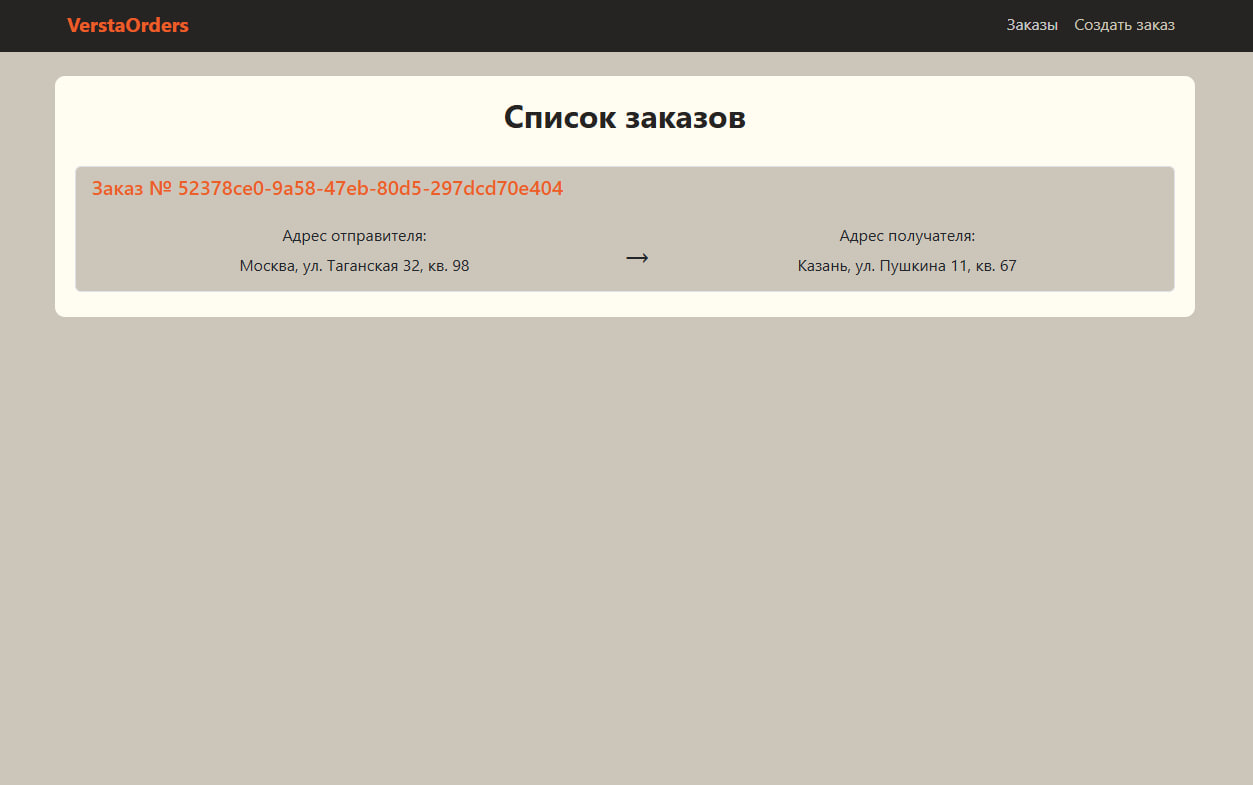 VerstaOrders
Заказы Создать заказ
Список заказов
Заказ № 52378ce0-9a58-47eb-80d5-297dcd70e404
Адрес отправителя:
Москва, ул. Таганская 32, кв. 98
→
Адрес получателя:
Казань, ул. Пушкина 11, кв. 67